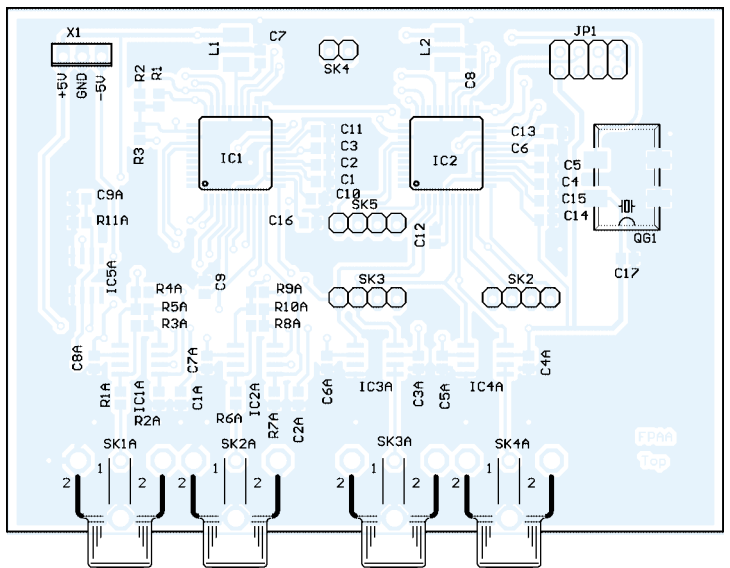 X1
L1
C7
L2
JP1
SK4
+5V
GND
-5V
R2
R1
C8
R3
IC1
C11
C3
C2
C1
C10
IC2
C13
C6
C5
C4
C15
C14
C9A
R11A
C16
SK5
C12
QG1
IC5A
C9
C17
R4A
R5A
R3A
R9A
R10A
R8A
SK3
SK2
C8A
C7A
C6A
IC3A
C3A
C5A
IC4A
C4A
R1A
IC1A
R2A
C1A
R6A
IC2A
R7A
C2A
SK1A
SK2A
SK3A
SK4A
FPAA
Top
2 1 2
2 1 2
2 1 2
2 1 2